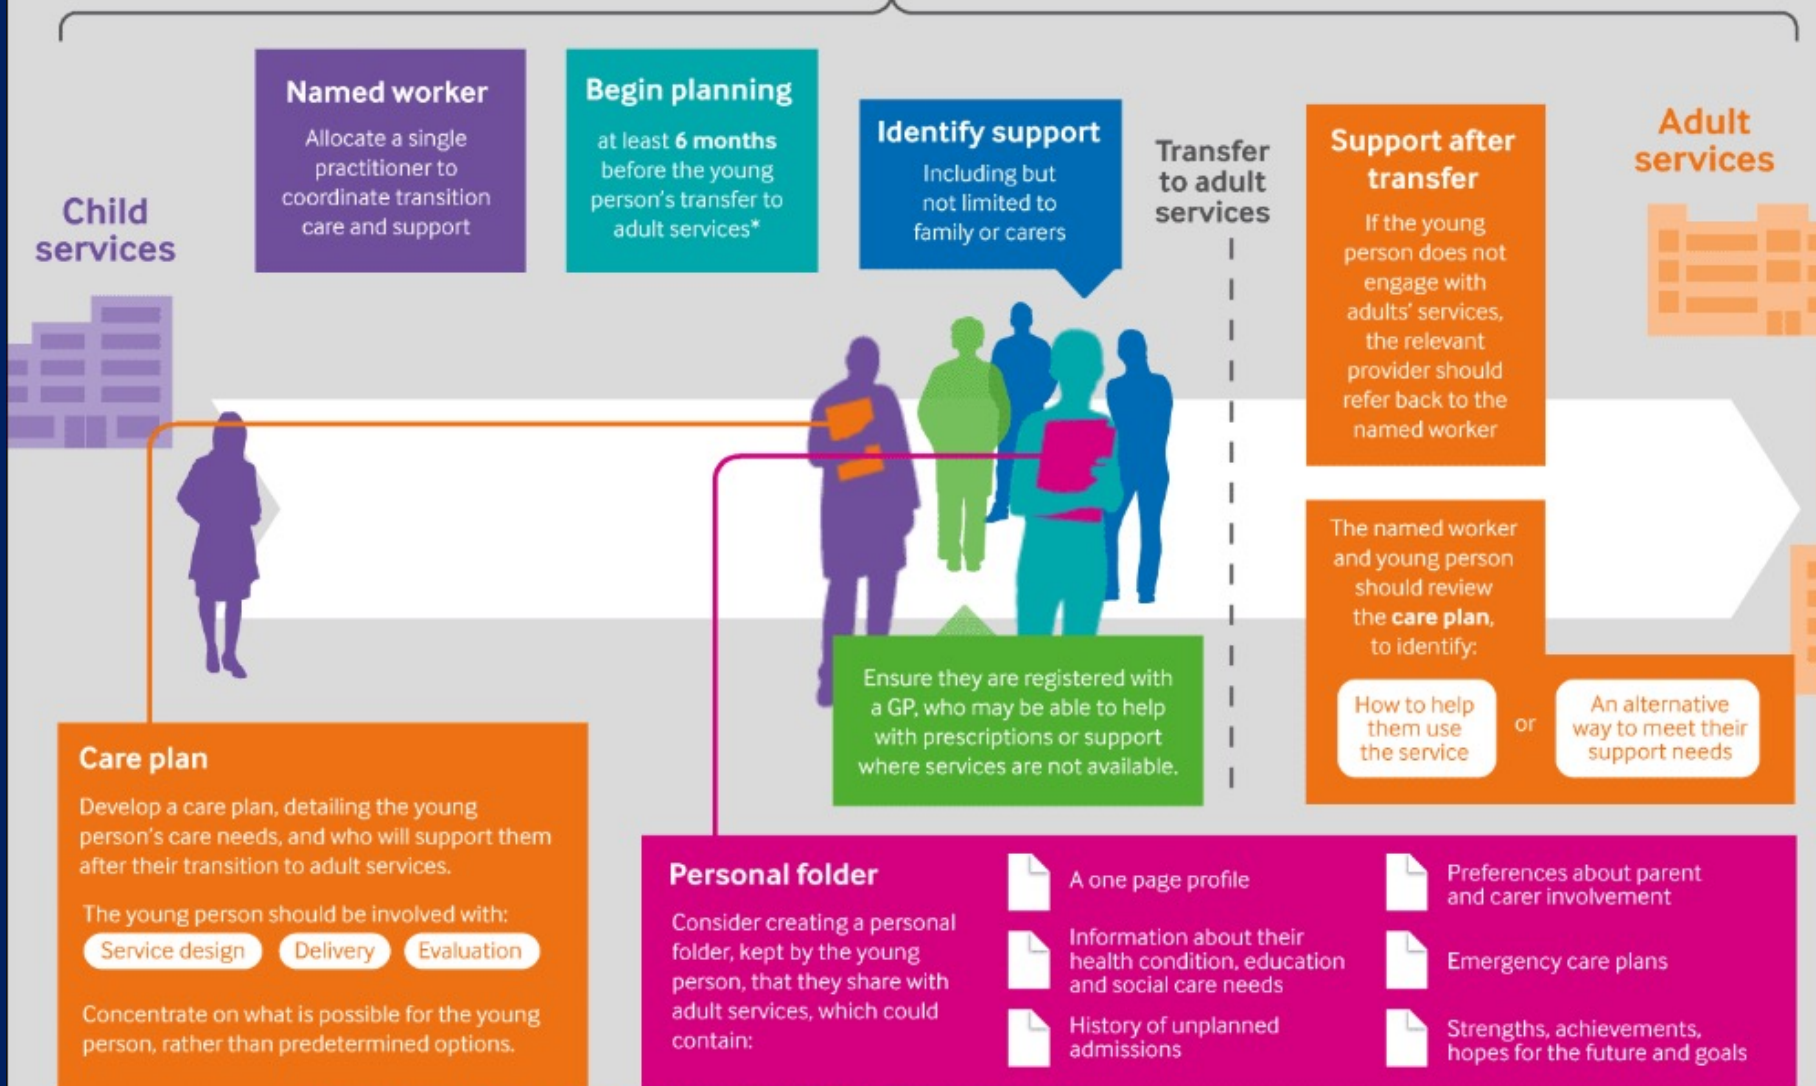 Child
services
Named worker
Allocate a single
practitioner to
coordinate transition
care and support
Begin planning
at least 6 months
before the young
person's transfer to
adult services*
Identify support
Including but
not limited to
family or carers
Transfer
to adult
services
Support after
transfer
If the young
person does not
engage with
adults' services,
the relevant
provider should
refer back to the
named worker
Adult
services
The named worker
and young person
should review
the care plan,
to identify:
How to help
them use
the service
or
An alternative
way to meet their
support needs
Ensure they are registered with
a GP, who may be able to help
with prescriptions or support
where services are not available.
Care plan
Develop a care plan, detailing the young
person's care needs, and who will support them
after their transition to adult services.
The young person should be involved with:
Service design
Delivery
Evaluation
Concentrate on what is possible for the young
person, rather than predetermined options.
Personal folder
Consider creating a personal
folder, kept by the young
person, that they share with
adult services, which could
contain:
A one page profile
Information about their
health condition, education
and social care needs
History of unplanned
admissions
Preferences about parent
and carer involvement
Emergency care plans
Strengths, achievements,
hopes for the future and goals